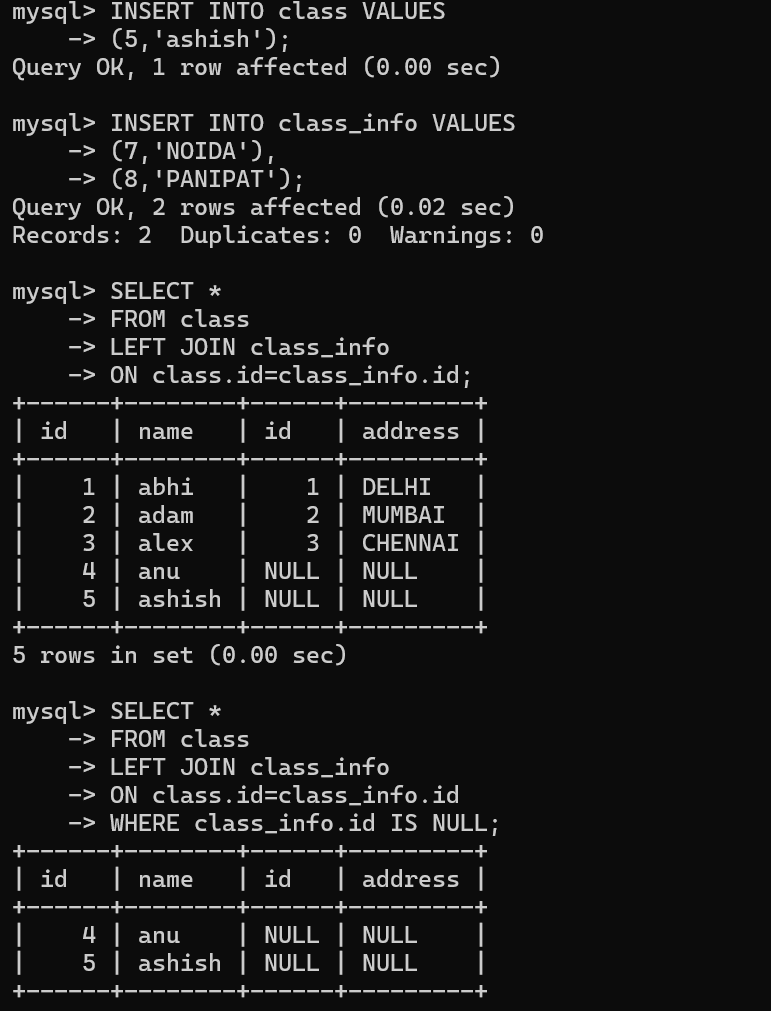 mysql> INSERT INTO class VALUES
    -> (5,'ashish');
Query OK, 1 row affected (0.00 sec)

mysql> INSERT INTO class_info VALUES
    -> (7,'NOIDA'),
    -> (8,'PANIPAT');
Query OK, 2 rows affected (0.02 sec)
Records: 2  Duplicates: 0  Warnings: 0

mysql> SELECT *
    -> FROM class
    -> LEFT JOIN class_info
    -> ON class.id=class_info.id;
+------+--------+------+---------+
| id   | name   | id   | address |
+------+--------+------+---------+
|    1 | abhi   |    1 | DELHI   |
|    2 | adam   |    2 | MUMBAI  |
|    3 | alex   |    3 | CHENNAI |
|    4 | anu    | NULL | NULL    |
|    5 | ashish | NULL | NULL    |
+------+--------+------+---------+
5 rows in set (0.00 sec)

mysql> SELECT *
    -> FROM class
    -> LEFT JOIN class_info
    -> ON class.id=class_info.id
    -> WHERE class_info.id IS NULL;
+------+--------+------+---------+
| id   | name   | id   | address |
+------+--------+------+---------+
|    4 | anu    | NULL | NULL    |
|    5 | ashish | NULL | NULL    |
+------+--------+------+---------+